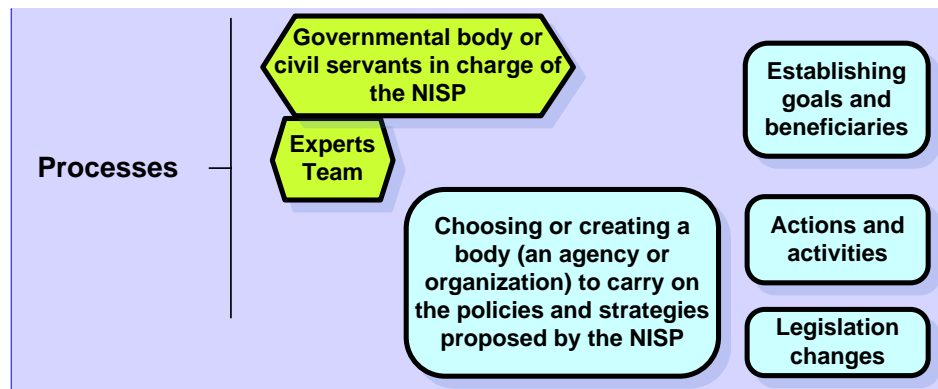 Processes
Governmental body or
civil servants in charge of
the NISP
Experts
Team
Choosing or creating a
body (an agency or
organization) to carry on
the policies and strategies
proposed by the NISP
Establishing
goals and
beneficiaries
Actions and
activities
Legislation
changes